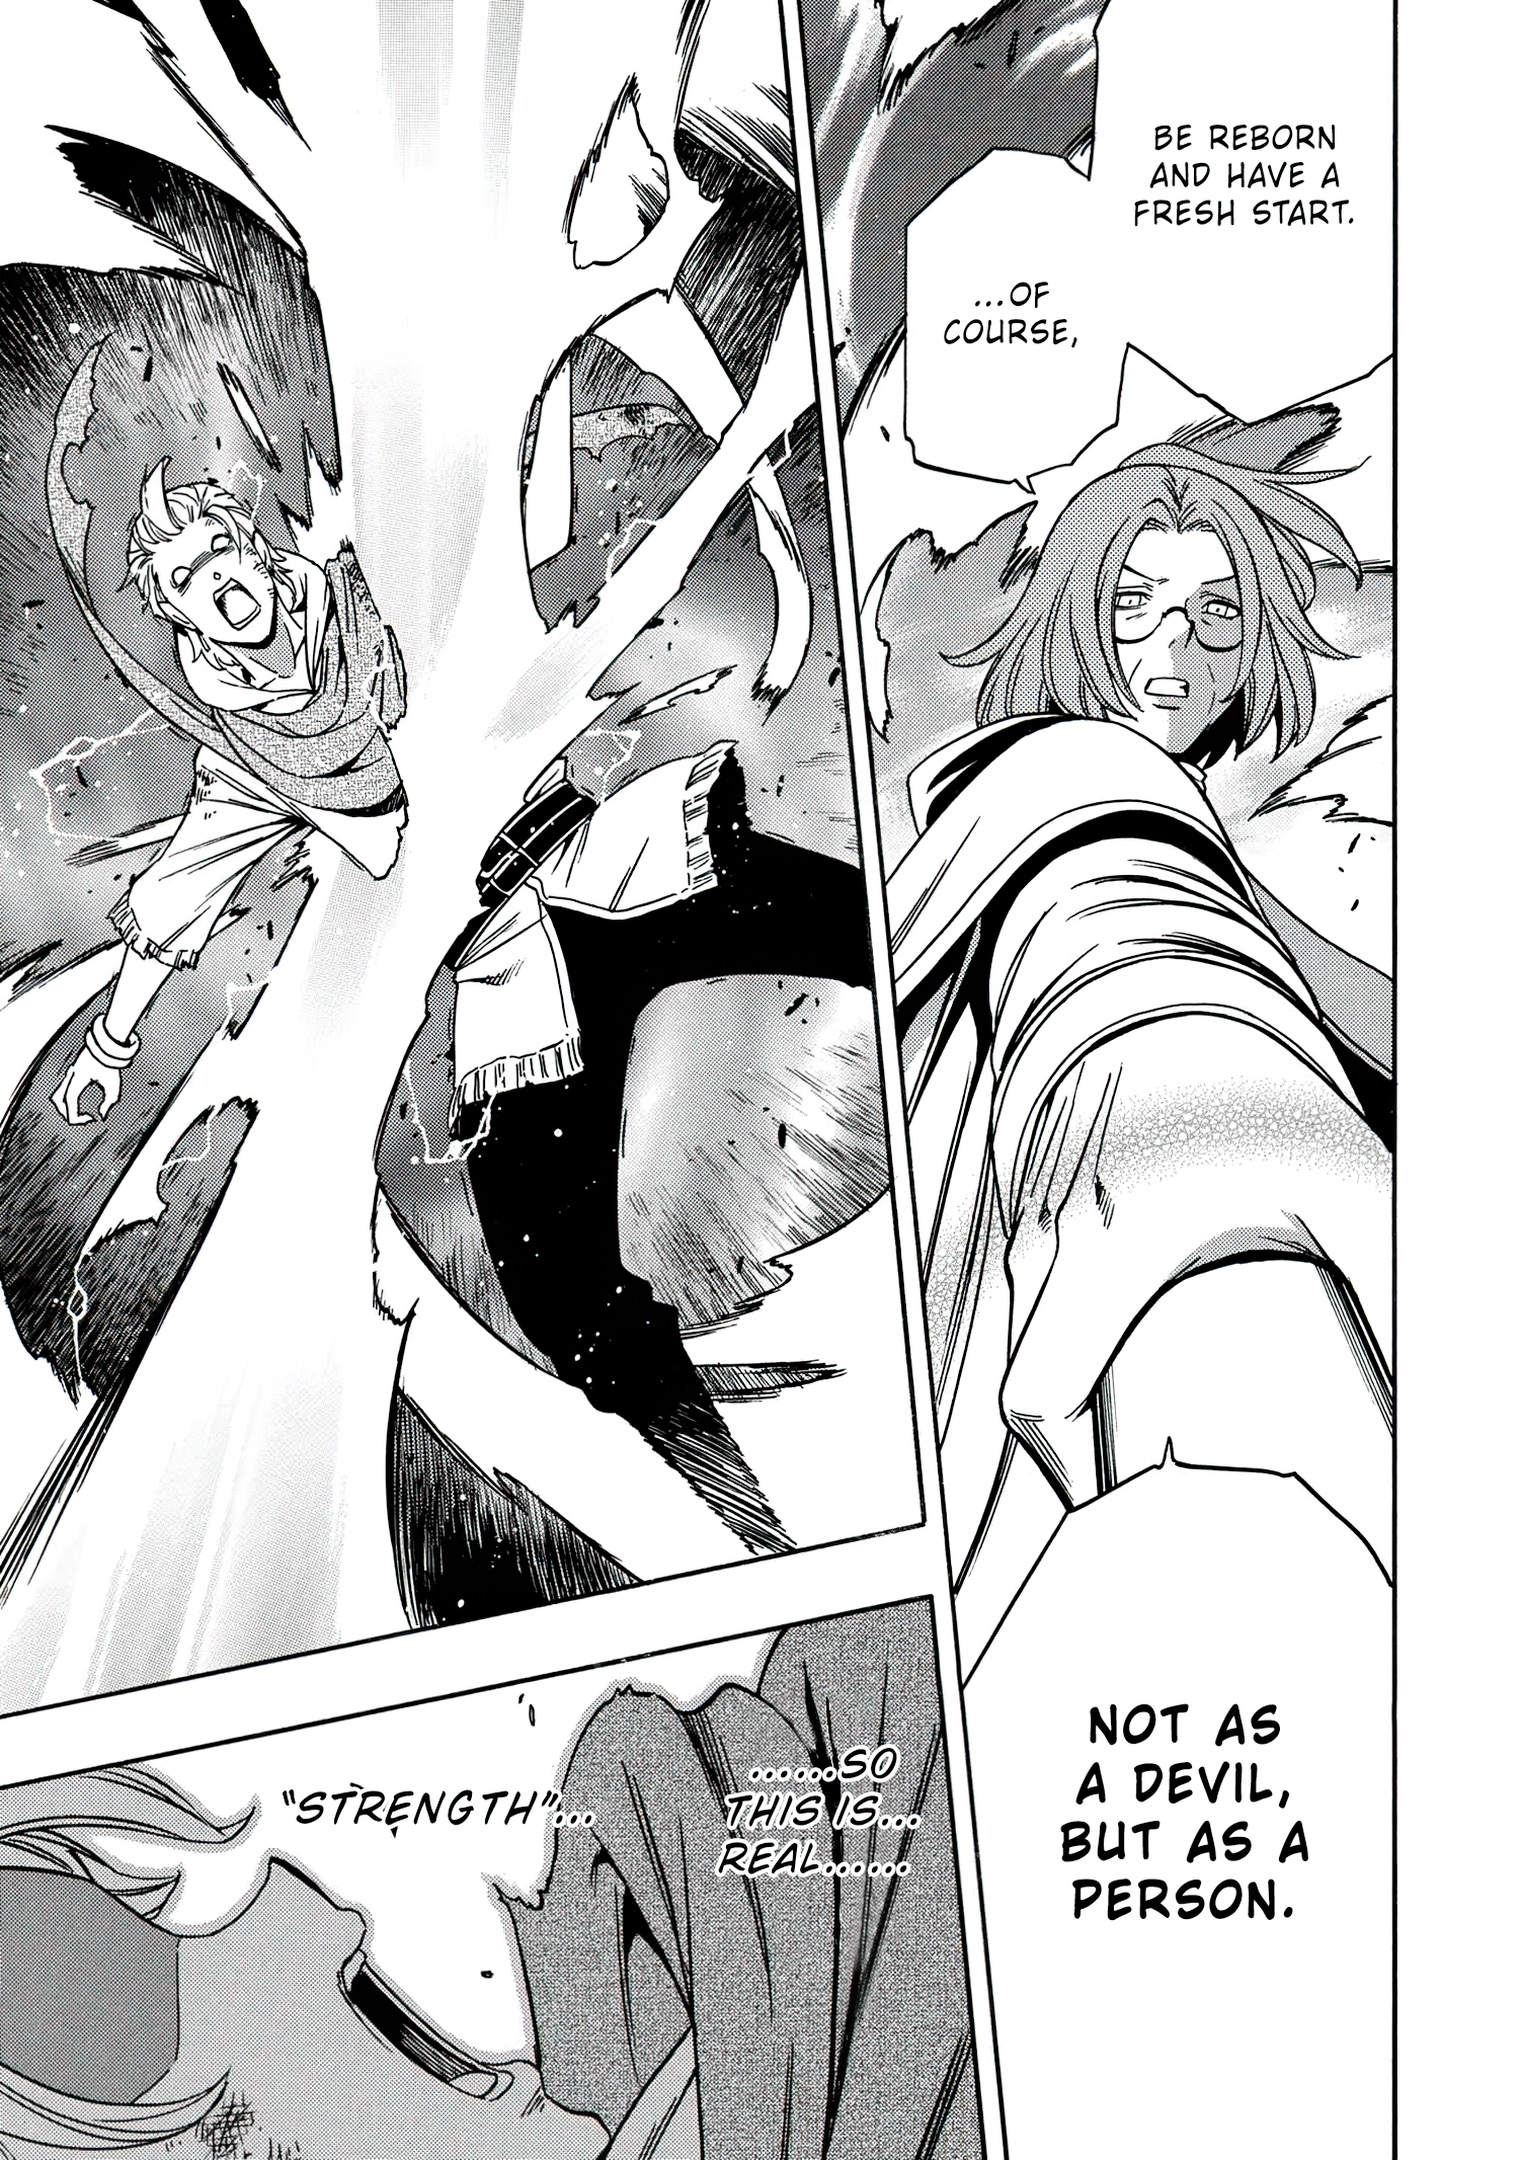 BE REBORN
AND HAVE A
FRESH START.
...OF
COURSE,
NOT AS
A DEVIL,
BUT AS A
PERSON.
.......SO
THIS IS...
REAL.......
"STRENGTH"...